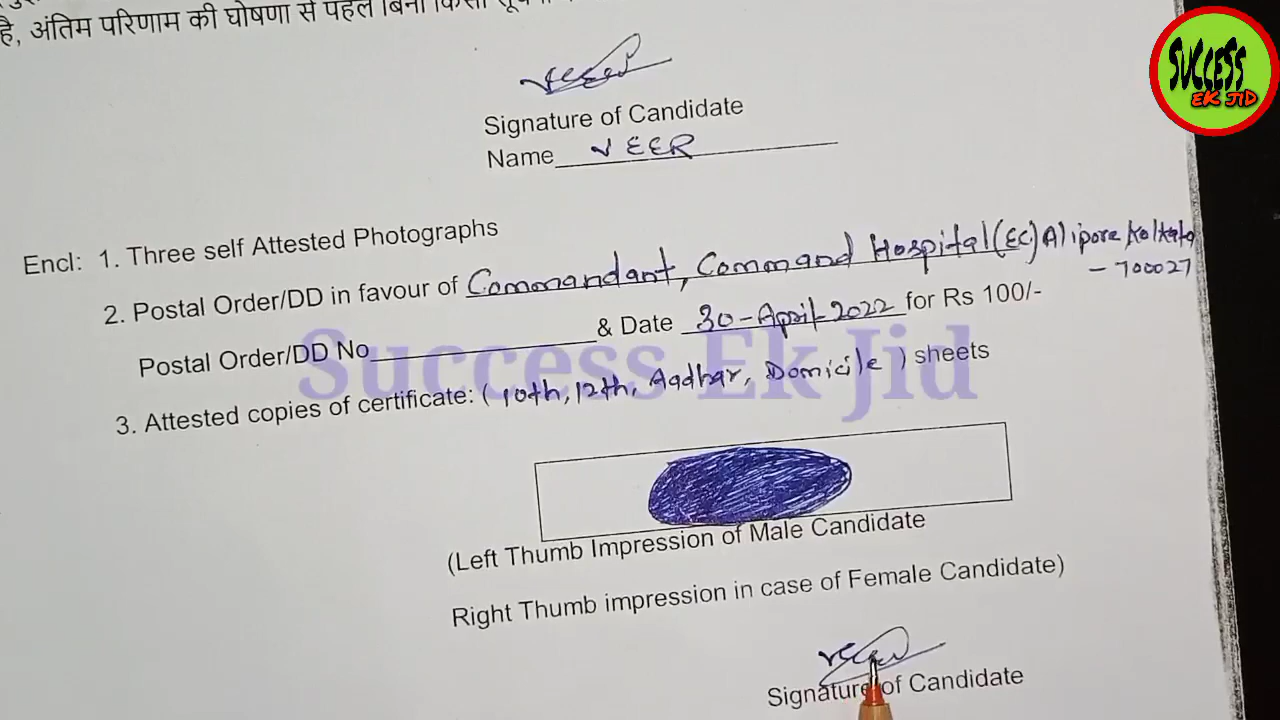 है, अंतिम परिणाम की घोषणा से पहले बिना किसी
SUCCESS
EK JID
Signature of Candidate
Name VEER
Encl: 1. Three self Attested Photographs
2. Postal Order/DD in favour of Commandant, Command Hospital (EC) Alipore Kolkata
- 700027
Postal Order/DD No & Date 30-April-2022 for Rs 100/-
Success Ek Jid
3. Attested copies of certificate: (10th, 12th, Aadhar, Domicile) sheets
(Left Thumb Impression of Male Candidate
Right Thumb impression in case of Female Candidate)
Signature of Candidate